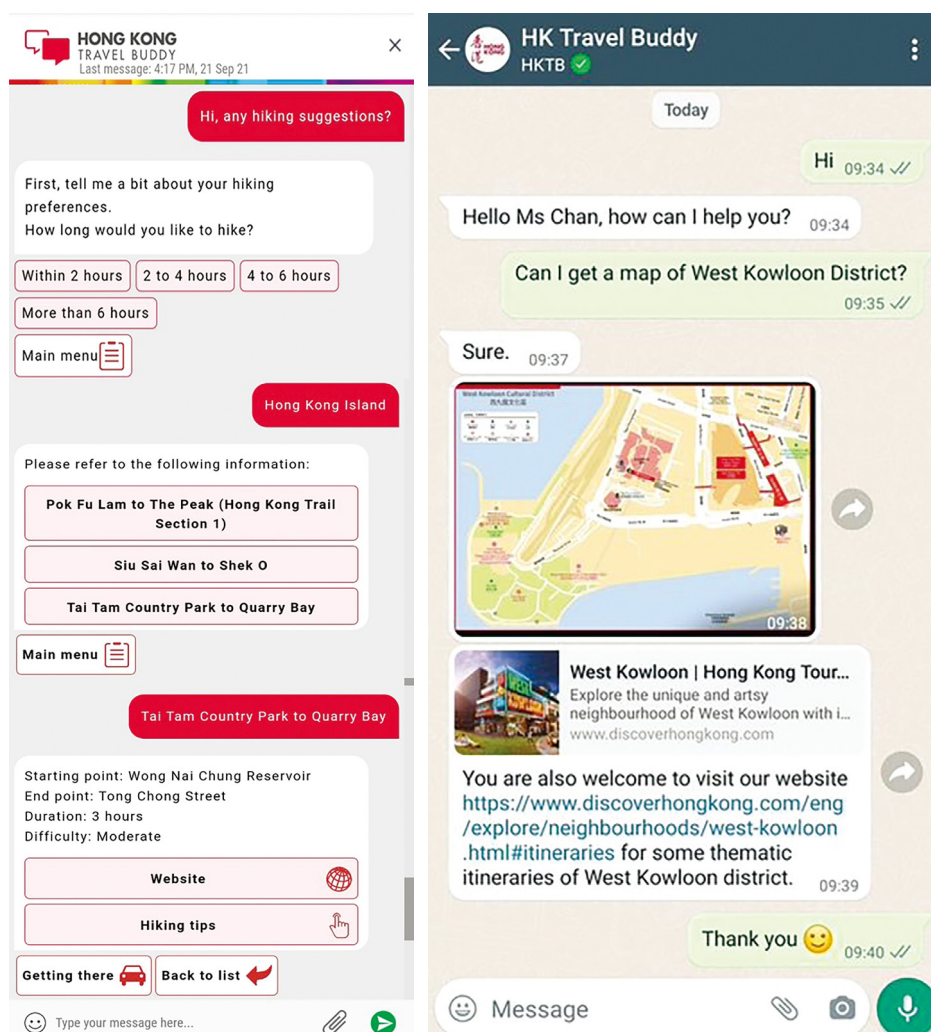 HONG KONG
TRAVEL BUDDY
Last message: 4:17 PM, 21 Sep 21
Hi, any hiking suggestions?
First, tell me a bit about your hiking
preferences.
How long would you like to hike?
Within 2 hours
2 to 4 hours
4 to 6 hours
More than 6 hours
Main menu
Hong Kong Island
Please refer to the following information:
Pok Fu Lam to The Peak (Hong Kong Trail
Section 1)
Siu Sai Wan to Shek O
Tai Tam Country Park to Quarry Bay
Main menu
Tai Tam Country Park to Quarry Bay
Starting point: Wong Nai Chung Reservoir
End point: Tong Chong Street
Duration: 3 hours
Difficulty: Moderate
Website
Hiking tips
Getting there
Back to list
Type your message here...
HK Travel Buddy
HKTB
Today
Hi 09:34
Hello Ms Chan, how can I help you? 09:34
Can I get a map of West Kowloon District?
09:35
Sure. 09:37
West Kowloon Cultural District
西九龍文化區
09:38
WEST
KOWLOON
West Kowloon | Hong Kong Tour...
Explore the unique and artsy
neighbourhood of West Kowloon with i...
www.discoverhongkong.com
You are also welcome to visit our website
https://www.discoverhongkong.com/eng
/explore/neighbourhoods/west-kowloon
.html#itineraries for some thematic
itineraries of West Kowloon district. 09:39
Thank you 🙂 09:40
Message